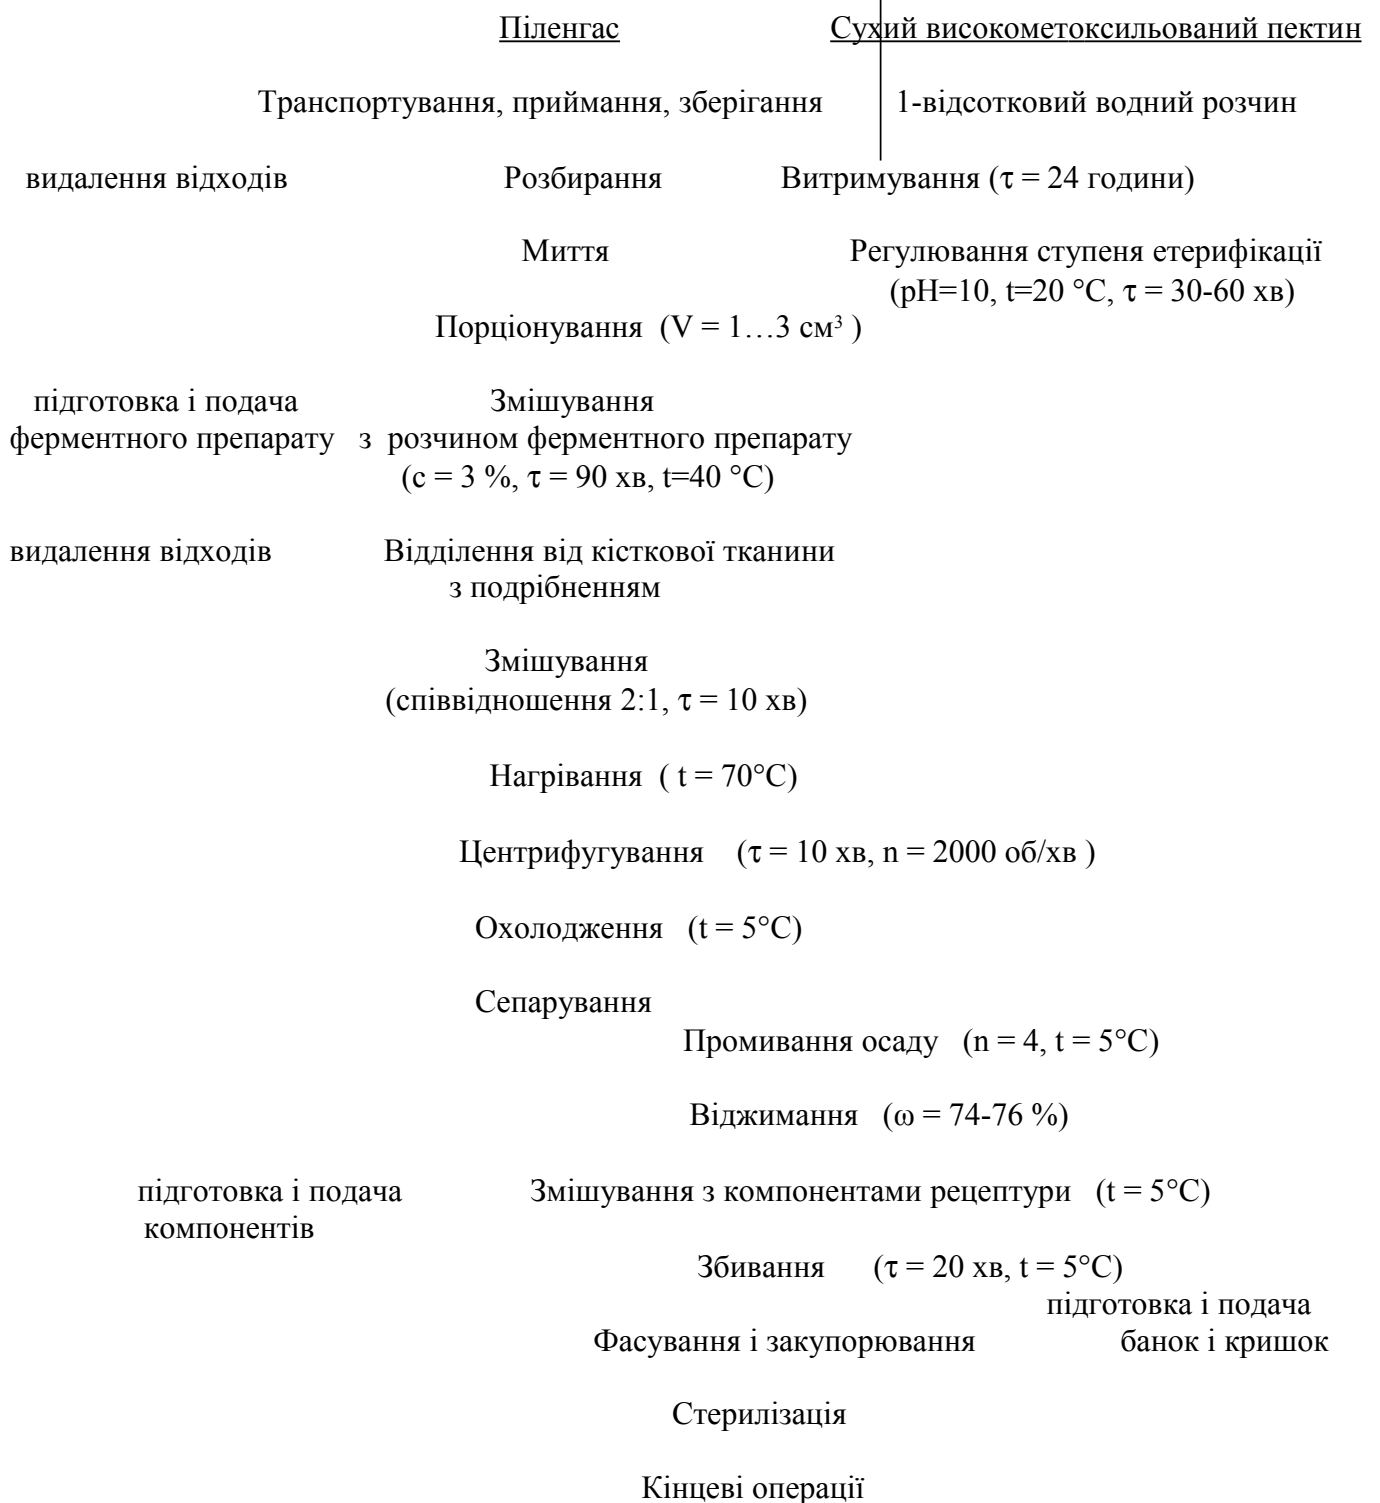 Піленгас Сухий високометоксильований пектин
Транспортування, приймання, зберігання 1-відсотковий водний розчин
видалення відходів Розбирання Витримування (τ = 24 години)
Миття Регулювання ступеня етерифікації
(pH=10, t=20 °C, τ = 30-60 хв)
Порціонування (V = 1…3 см³ )
підготовка і подача Змішування
ферментного препарату з розчином ферментного препарату
(с = 3 %, τ = 90 хв, t=40 °C)
видалення відходів Відділення від кісткової тканини
з подрібненням
Змішування
(співвідношення 2:1, τ = 10 хв)
Нагрівання ( t = 70°C)
Центрифугування (τ = 10 хв, n = 2000 об/хв )
Охолодження (t = 5°C)
Сепарування
Промивання осаду (n = 4, t = 5°C)
Віджимання (ω = 74-76 %)
підготовка і подача Змішування з компонентами рецептури (t = 5°C)
компонентів
Збивання (τ = 20 хв, t = 5°C)
підготовка і подача
Фасування і закупорювання банок і кришок
Стерилізація
Кінцеві операції